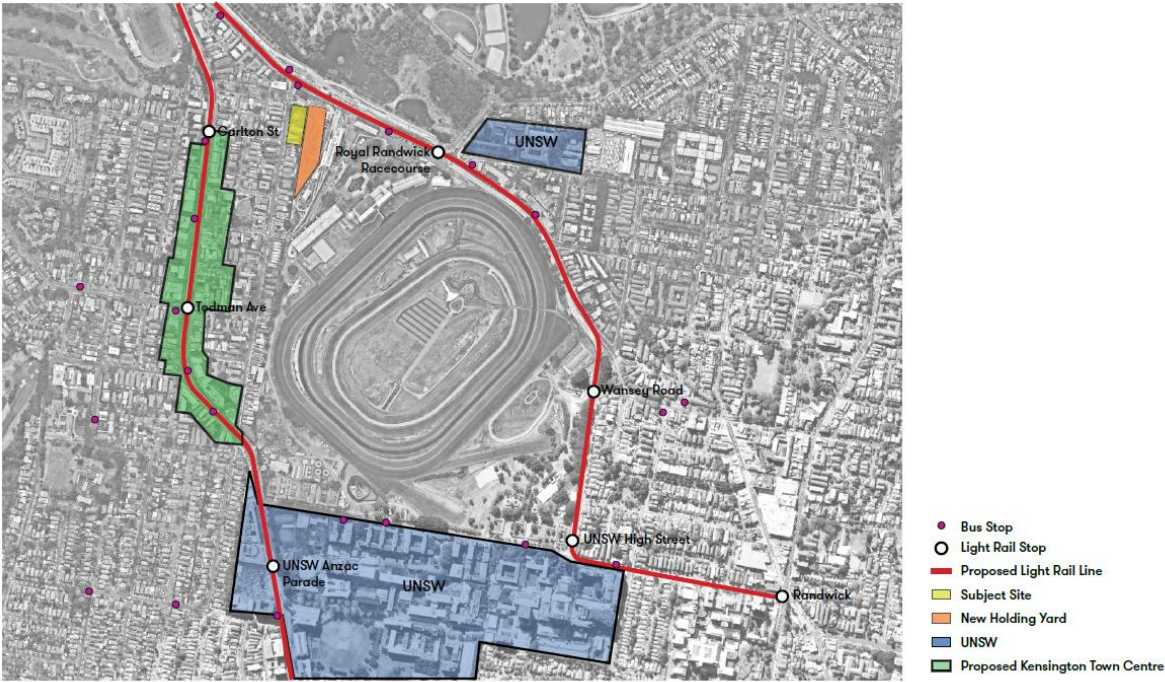 Carlton St
Royal Randwick
Racecourse
UNSW
Todman Ave
Wansey Road
UNSW High Street
UNSW Anzac
Parade
UNSW
Randwick
Bus Stop
Light Rail Stop
Proposed Light Rail Line
Subject Site
New Holding Yard
UNSW
Proposed Kensington Town Centre